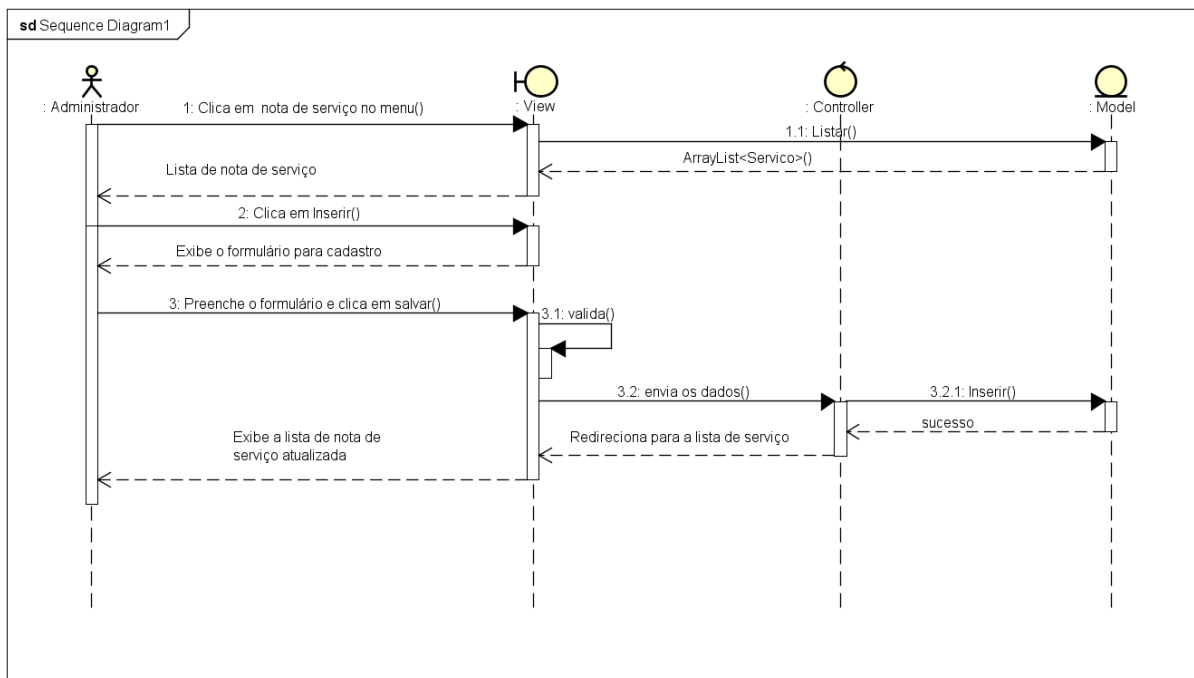 sd Sequence Diagram1
: Administrador
: View
: Controller
: Model
1: Clica em nota de serviço no menu()
1.1: Listar()
ArrayList<Servico>()
Lista de nota de serviço
2: Clica em Inserir()
Exibe o formulário para cadastro
3: Preenche o formulário e clica em salvar()
3.1: valida()
3.2: envia os dados()
3.2.1: Inserir()
sucesso
Redireciona para a lista de serviço
Exibe a lista de nota de
serviço atualizada